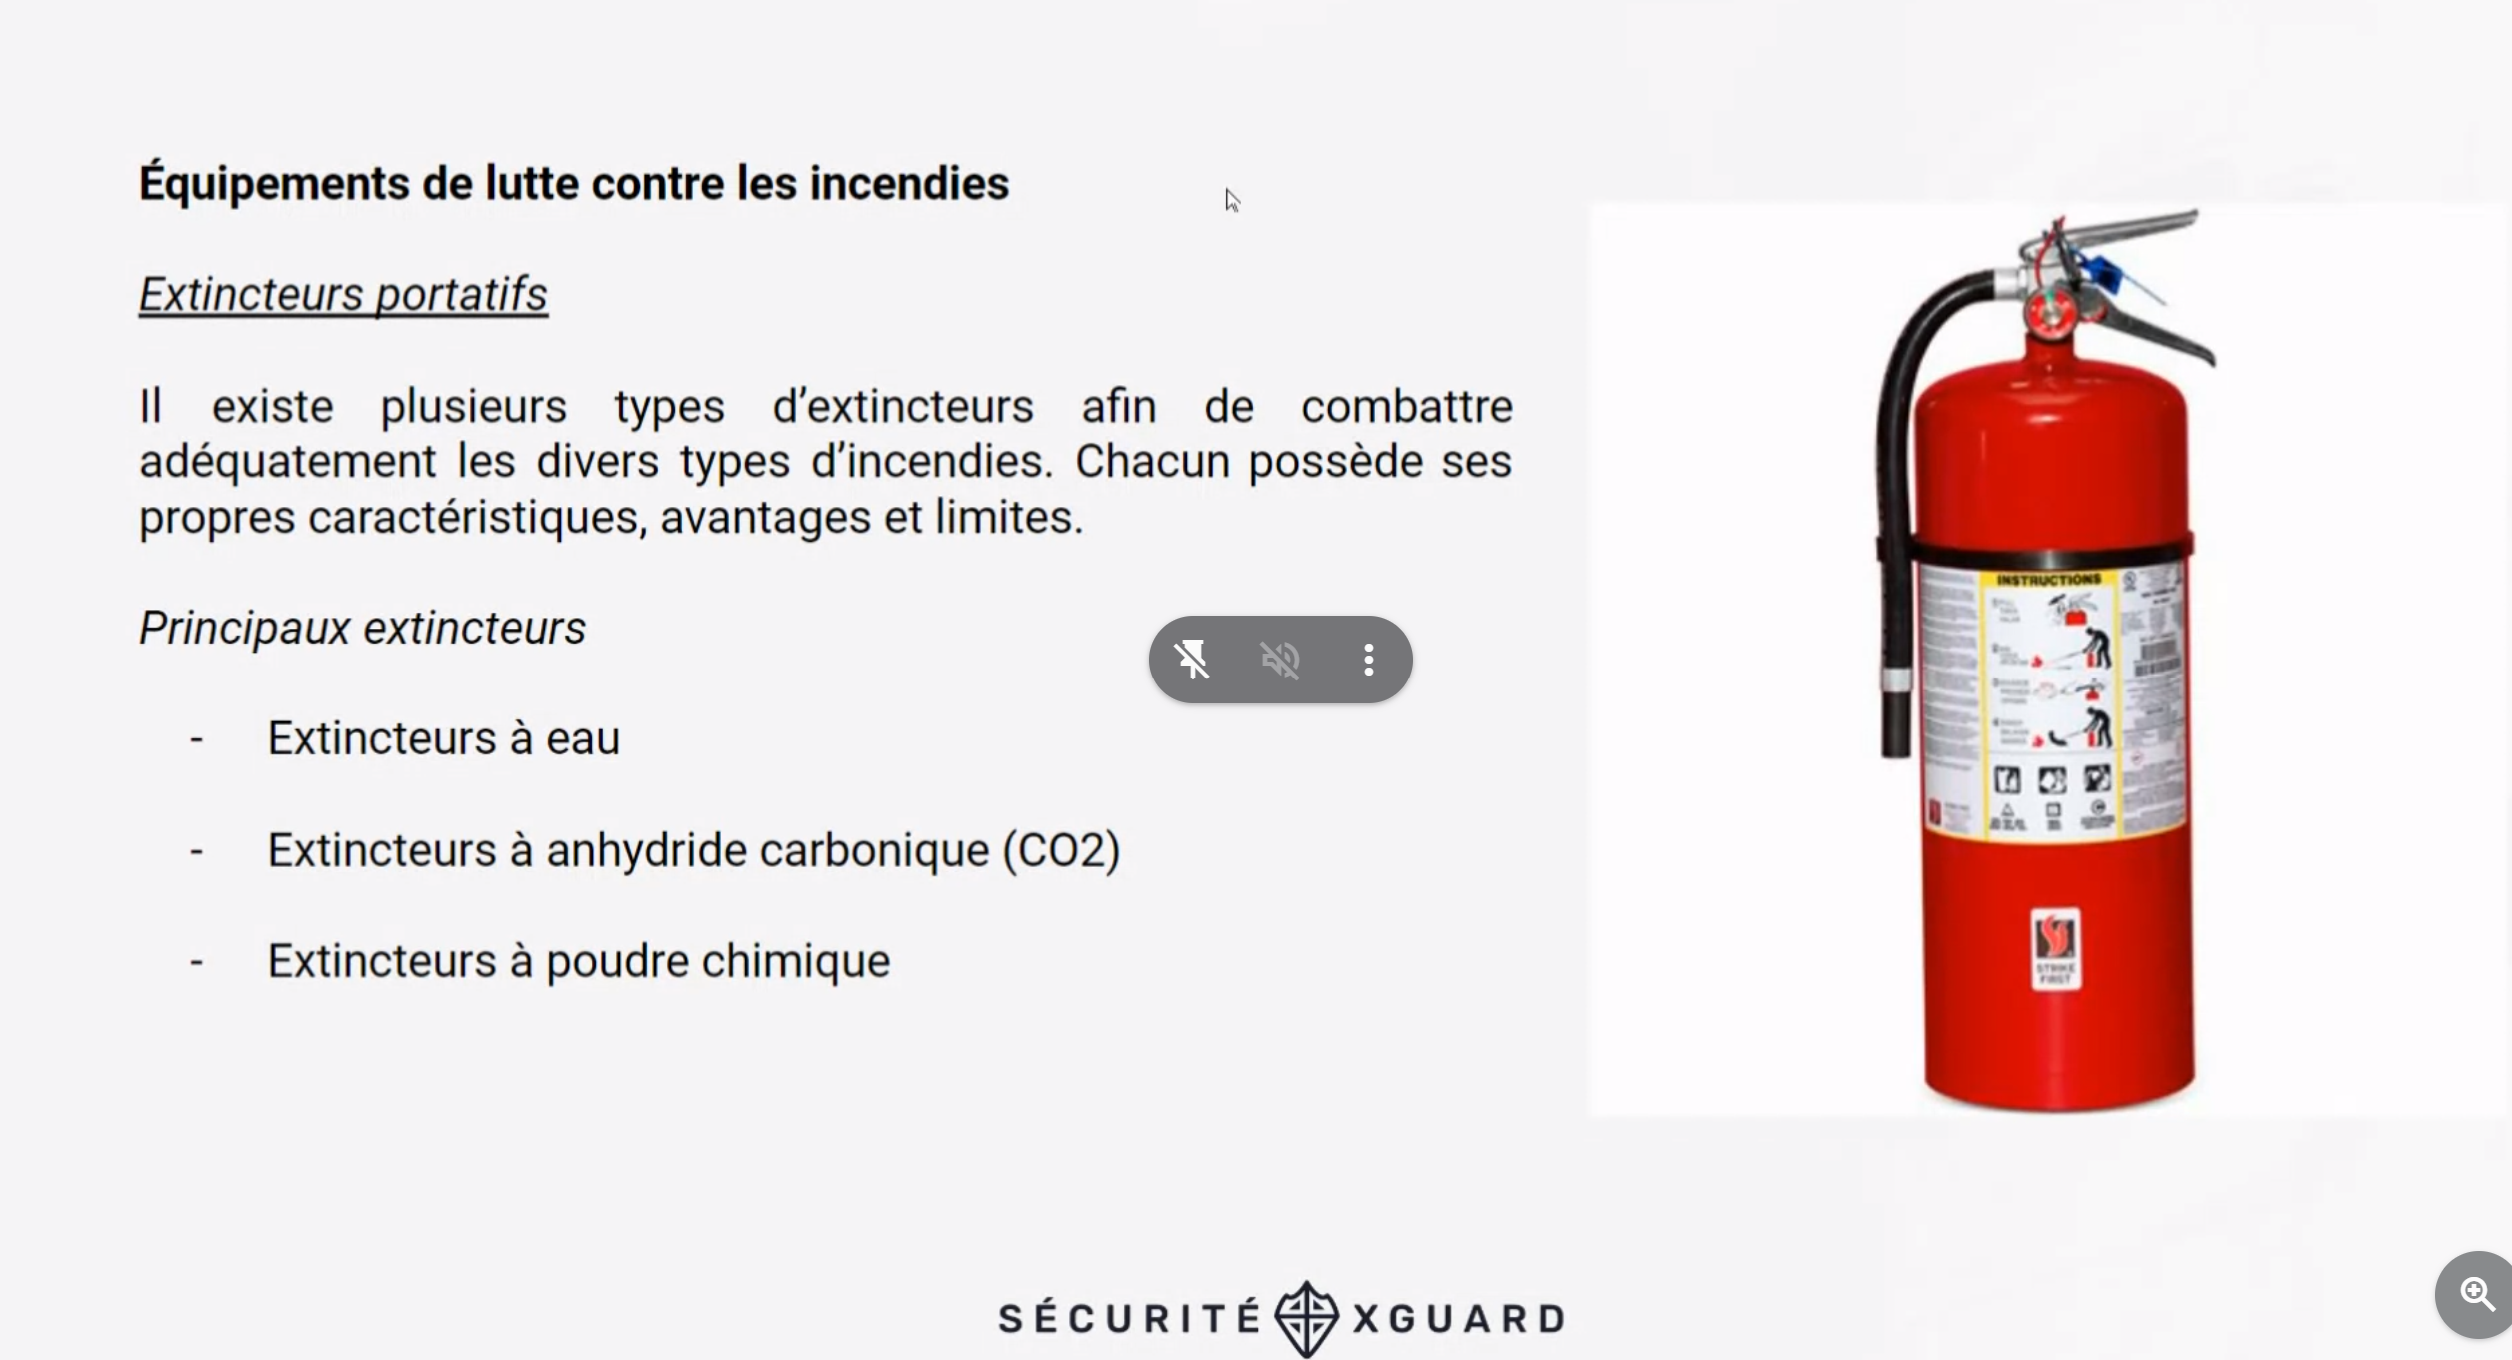 Équipements de lutte contre les incendies
Extincteurs portatifs
Il existe plusieurs types d’extincteurs afin de combattre
adéquatement les divers types d’incendies. Chacun possède ses
propres caractéristiques, avantages et limites.
Principaux extincteurs
- Extincteurs à eau
- Extincteurs à anhydride carbonique (CO2)
- Extincteurs à poudre chimique
INSTRUCTIONS
STRIKE
FIRST
SÉCURITÉ XGUARD